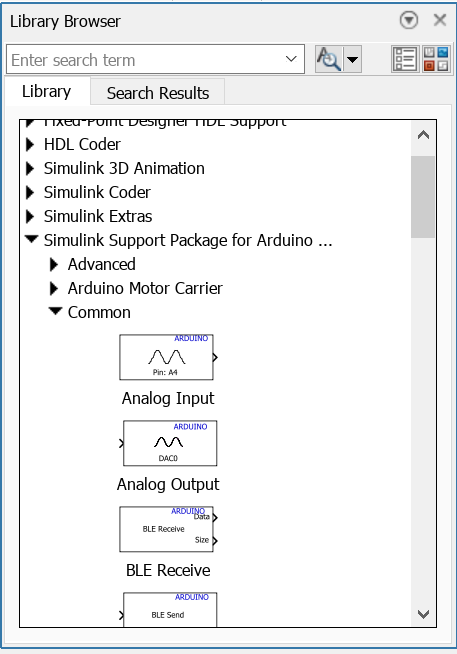 Library Browser
Enter search term
Library
Search Results
Fixed-Point Designer HDL Support
HDL Coder
Simulink 3D Animation
Simulink Coder
Simulink Extras
Simulink Support Package for Arduino ...
Advanced
Arduino Motor Carrier
Common
ARDUINO
Pin: A4
Analog Input
ARDUINO
DAC0
Analog Output
ARDUINO
Data
BLE Receive
Size
BLE Receive
ARDUINO
BLE Send